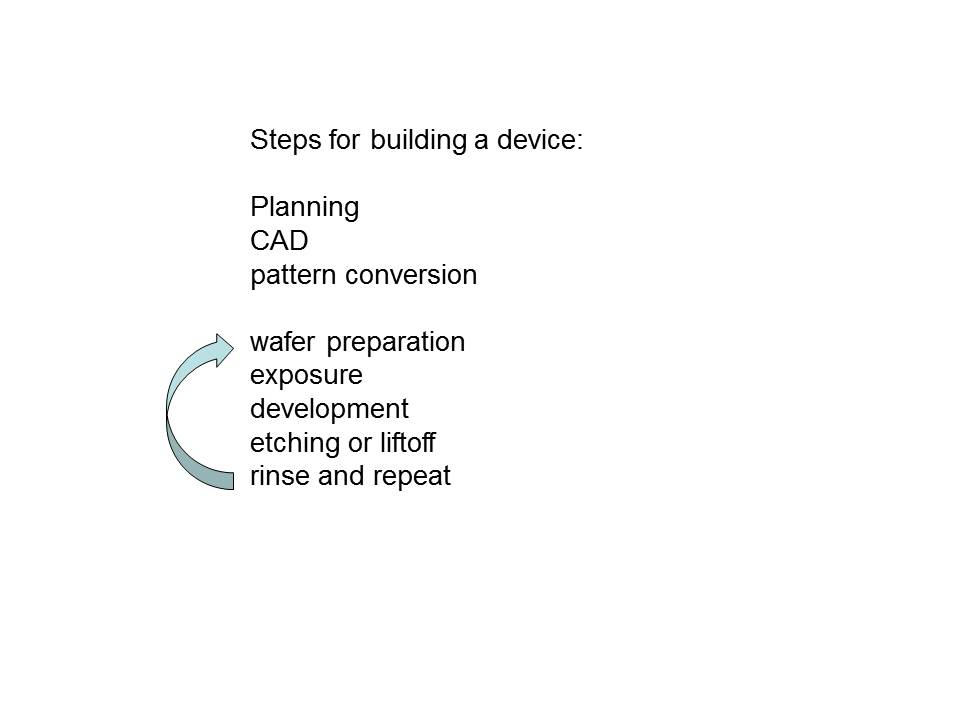 Steps for building a device:
Planning
CAD
pattern conversion
wafer preparation
exposure
development
etching or liftoff
rinse and repeat